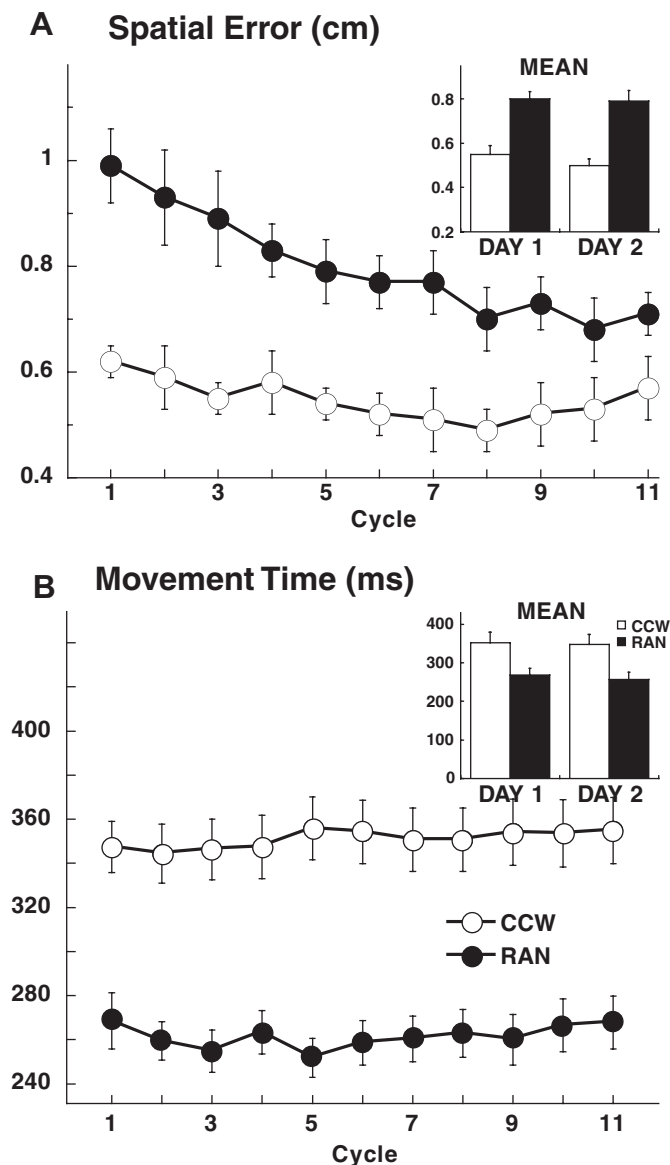 A Spatial Error (cm)
MEAN
0.8
0.6
0.4
0.2
DAY 1 DAY 2
1
0.8
0.6
0.4
1 3 5 7 9 11
Cycle
B Movement Time (ms)
MEAN
CCW
RAN
400
300
200
100
0
DAY 1 DAY 2
400
360
320
280
240
CCW
RAN
1 3 5 7 9 11
Cycle